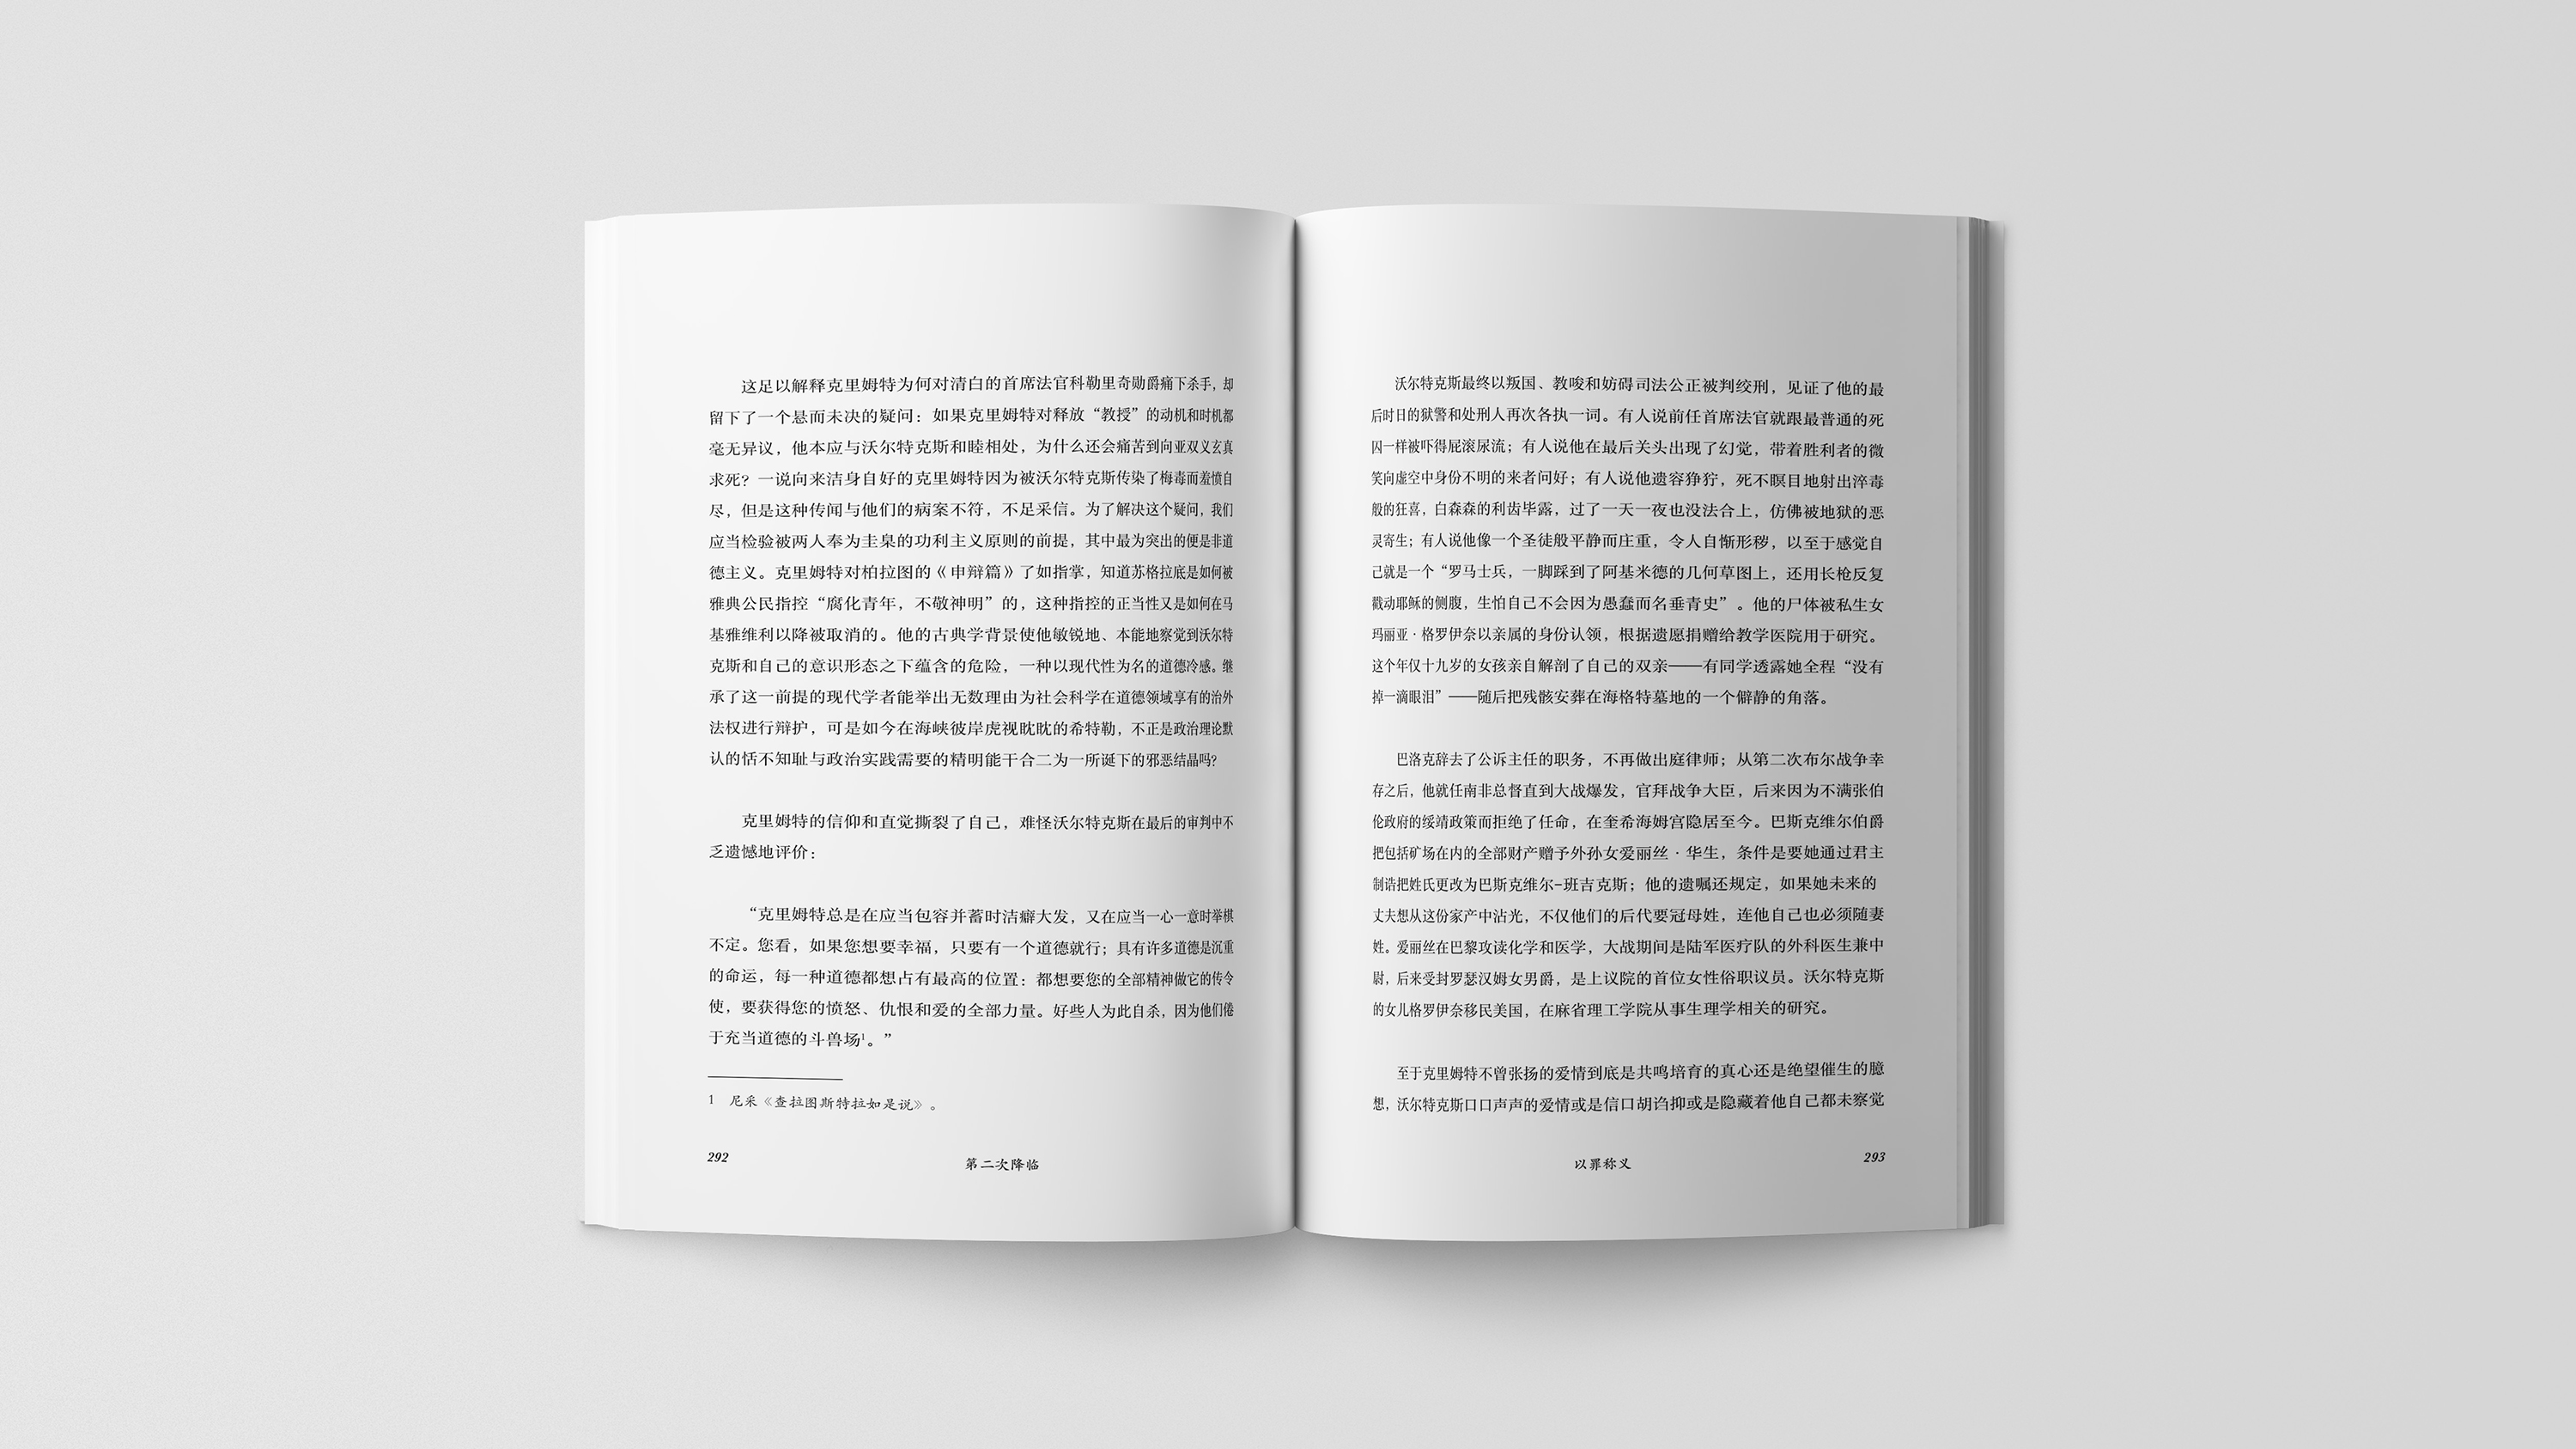 这足以解释克里姆特为何对清白的首席法官科勒里奇勋爵痛下杀手，却
留下了一个悬而未决的疑问：如果克里姆特对释放“教授”的动机和时机都
毫无异议，他本应与沃尔特克斯和睦相处，为什么还会痛苦到向亚双义玄真
求死？一说向来洁身自好的克里姆特因为被沃尔特克斯传染了梅毒而羞愤自
尽，但是这种传闻与他们的病案不符，不足采信。为了解决这个疑问，我们
应当检验被两人奉为圭臬的功利主义原则的前提，其中最为突出的便是非道
德主义。克里姆特对柏拉图的《申辩篇》了如指掌，知道苏格拉底是如何被
雅典公民指控“腐化青年，不敬神明”的，这种指控的正当性又是如何在马
基雅维利以降被取消的。他的古典学背景使他敏锐地、本能地察觉到沃尔特
克斯和自己的意识形态之下蕴含的危险，一种以现代性为名的道德冷感。继
承了这一前提的现代学者能举出无数理由为社会科学在道德领域享有的治外
法权进行辩护，可是如今在海峡彼岸虎视眈眈的希特勒，不正是政治理论默
认的恬不知耻与政治实践需要的精明能干合二为一所诞下的邪恶结晶吗？
克里姆特的信仰和直觉撕裂了自己，难怪沃尔特克斯在最后的审判中不
乏遗憾地评价：
“克里姆特总是在应当包容并蓄时洁癖大发，又在应当一心一意时举棋
不定。您看，如果您想要幸福，只要有一个道德就行；具有许多道德是沉重
的命运，每一种道德都想占有最高的位置：都想要您的全部精神做它的传令
使，要获得您的愤怒、仇恨和爱的全部力量。好些人为此自杀，因为他们倦
于充当道德的斗兽场¹。”
1 尼采《查拉图斯特拉如是说》。
292
第二次降临
沃尔特克斯最终以叛国、教唆和妨碍司法公正被判绞刑，见证了他的最
后时日的狱警和处刑人再次各执一词。有人说前任首席法官就跟最普通的死
囚一样被吓得屁滚尿流；有人说他在最后关头出现了幻觉，带着胜利者的微
笑向虚空中身份不明的来者问好；有人说他遗容狰狞，死不瞑目地射出淬毒
般的狂喜，白森森的利齿毕露，过了一天一夜也没法合上，仿佛被地狱的恶
灵寄生；有人说他像一个圣徒般平静而庄重，令人自惭形秽，以至于感觉自
己就是一个“罗马士兵，一脚踩到了阿基米德的几何草图上，还用长枪反复
戳动耶稣的侧腹，生怕自己不会因为愚蠢而名垂青史”。他的尸体被私生女
玛丽亚·格罗伊奈以亲属的身份认领，根据遗愿捐赠给教学医院用于研究。
这个年仅十九岁的女孩亲自解剖了自己的双亲——有同学透露她全程“没有
掉一滴眼泪”——随后把残骸安葬在海格特墓地的一个僻静的角落。
巴洛克辞去了公诉主任的职务，不再做出庭律师；从第二次布尔战争幸
存之后，他就任南非总督直到大战爆发，官拜战争大臣，后来因为不满张伯
伦政府的绥靖政策而拒绝了任命，在奎希海姆宫隐居至今。巴斯克维尔伯爵
把包括矿场在内的全部财产赠予外孙女爱丽丝·华生，条件是要她通过君主
制诰把姓氏更改为巴斯克维尔-班吉克斯；他的遗嘱还规定，如果她未来的
丈夫想从这份家产中沾光，不仅他们的后代要冠母姓，连他自己也必须随妻
姓。爱丽丝在巴黎攻读化学和医学，大战期间是陆军医疗队的外科医生兼中
尉，后来受封罗瑟汉姆女男爵，是上议院的首位女性俗职议员。沃尔特克斯
的女儿格罗伊奈移民美国，在麻省理工学院从事生理学相关的研究。
至于克里姆特不曾张扬的爱情到底是共鸣培育的真心还是绝望催生的臆
想，沃尔特克斯口口声声的爱情或是信口胡诌抑或是隐藏着他自己都未察觉
以罪称义
293